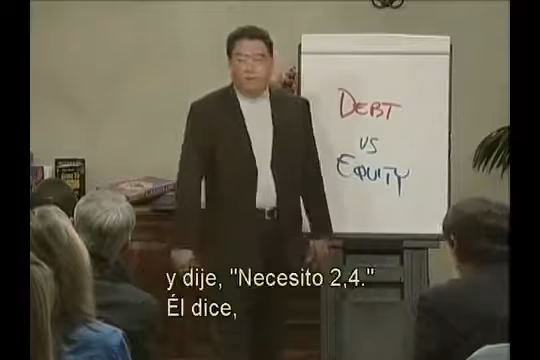 DEBT
VS
EQUITY
y dije, "Necesito 2,4."
Él dice,